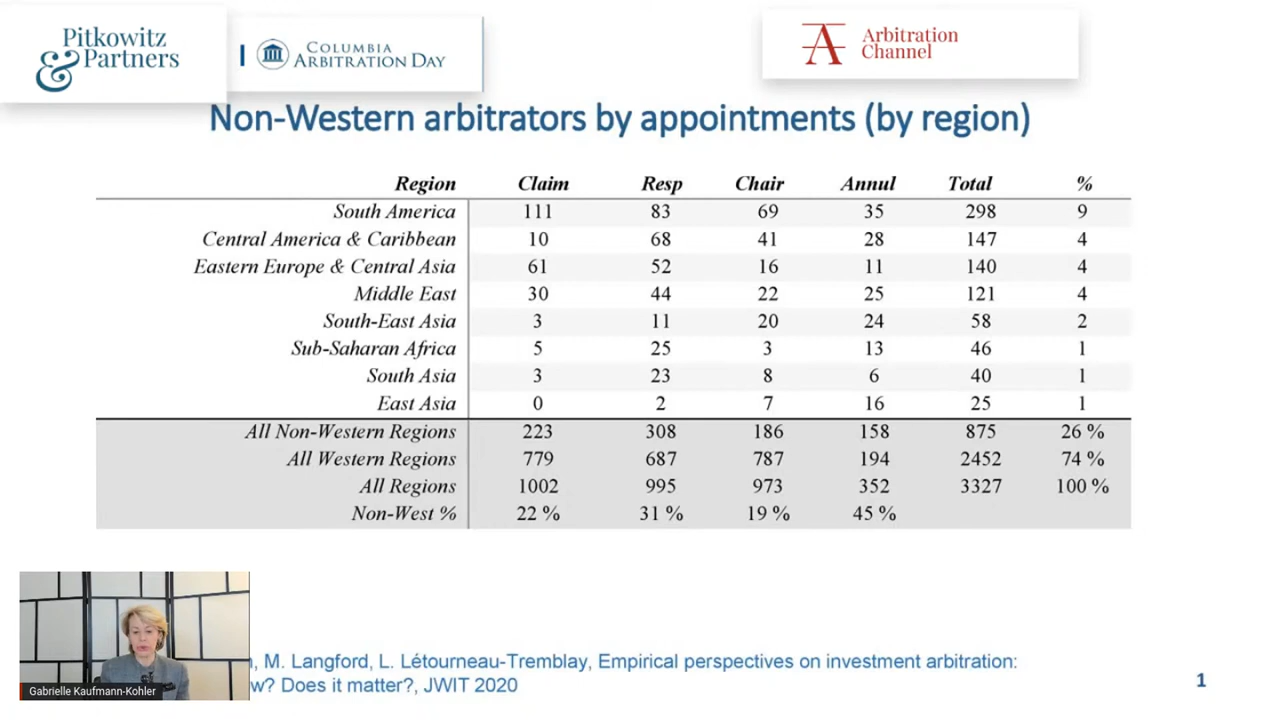 Pitkowitz
& Partners
COLUMBIA
ARBITRATION DAY
Arbitration
Channel
Non-Western arbitrators by appointments (by region)
Region Claim Resp Chair Annul Total %
South America 111 83 69 35 298 9
Central America & Caribbean 10 68 41 28 147 4
Eastern Europe & Central Asia 61 52 16 11 140 4
Middle East 30 44 22 25 121 4
South-East Asia 3 11 20 24 58 2
Sub-Saharan Africa 5 25 3 13 46 1
South Asia 3 23 8 6 40 1
East Asia 0 2 7 16 25 1
All Non-Western Regions 223 308 186 158 875 26 %
All Western Regions 779 687 787 194 2452 74 %
All Regions 1002 995 973 352 3327 100 %
Non-West % 22 % 31 % 19 % 45 %
M. Langford, L. Létourneau-Tremblay, Empirical perspectives on investment arbitration:
Does it matter?, JWIT 2020
1
Gabrielle Kaufmann-Kohler